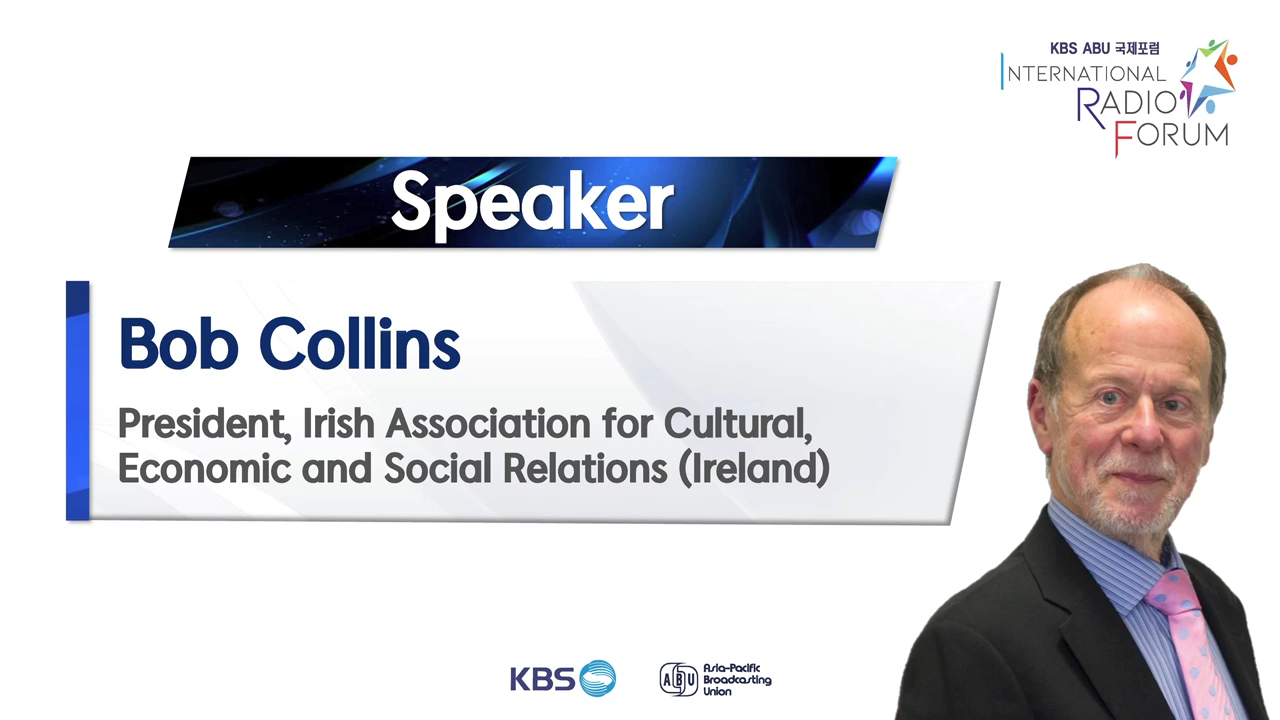 KBS ABU 국제포럼
INTERNATIONAL
RADIO
FORUM
Speaker
Bob Collins
President, Irish Association for Cultural,
Economic and Social Relations (Ireland)
KBS
ABU
Asia-Pacific
Broadcasting
Union